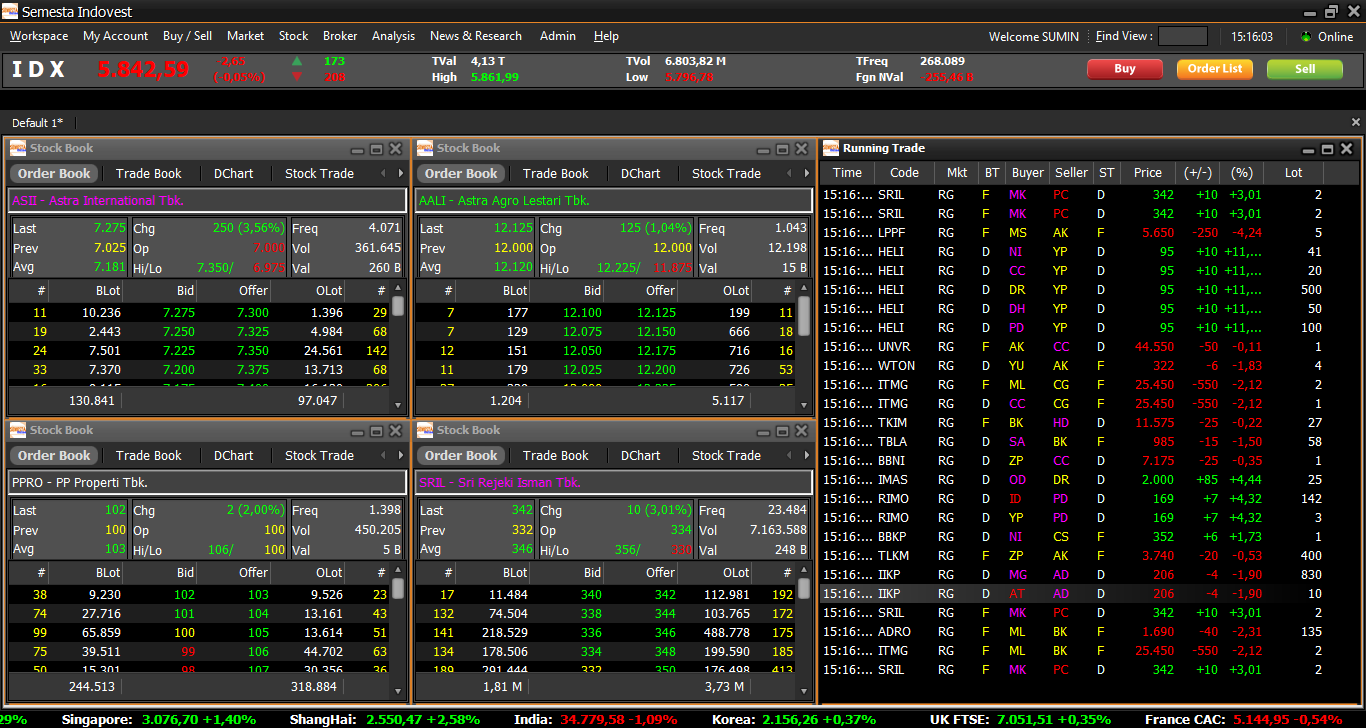 Semesta Indovest
Workspace My Account Buy / Sell Market Stock Broker Analysis News & Research Admin Help Welcome SUMIN Find View : 15:16:03 Online
IDX 5.842,59 -2,65 173 TVal 4,13 T TVol 6.803,82 M TFreq 268.089 Buy Order List Sell
( 0,05%) 208 High 5.861,99 Low 5.796,78 Fgn NVal -255,46 B
Default 1*
Stock Book
Order Book Trade Book DChart Stock Trade
ASII - Astra International Tbk.
Last 7.275 Chg 250 (3,56%) Freq 4.071
Prev 7.025 Op 7.000 Vol 361.645
Avg 7.181 Hi/Lo 7.350/ 6.975 Val 260 B
# BLot Bid Offer OLot #
11 10.236 7.275 7.300 1.396 29
19 2.443 7.250 7.325 4.984 68
24 7.501 7.225 7.350 24.561 142
33 7.370 7.200 7.375 13.713 68
130.841 97.047
Stock Book
Order Book Trade Book DChart Stock Trade
AALI - Astra Agro Lestari Tbk.
Last 12.125 Chg 125 (1,04%) Freq 1.043
Prev 12.000 Op 12.000 Vol 12.198
Avg 12.120 Hi/Lo 12.225/ 11.875 Val 15 B
# BLot Bid Offer OLot #
7 177 12.100 12.125 199 11
7 129 12.075 12.150 666 18
12 151 12.050 12.175 716 16
11 179 12.025 12.200 726 53
1.204 5.117
Stock Book
Order Book Trade Book DChart Stock Trade
PPRO - PP Properti Tbk.
Last 102 Chg 2 (2,00%) Freq 1.398
Prev 100 Op 100 Vol 450.205
Avg 103 Hi/Lo 106/ 100 Val 5 B
# BLot Bid Offer OLot #
38 9.230 102 103 9.526 23
74 27.716 101 104 13.161 43
99 65.859 100 105 13.614 51
75 39.511 99 106 44.702 63
50 15.301 98 107 30.356 36
244.513 318.884
Stock Book
Order Book Trade Book DChart Stock Trade
SRIL - Sri Rejeki Isman Tbk.
Last 342 Chg 10 (3,01%) Freq 23.484
Prev 332 Op 334 Vol 7.163.588
Avg 346 Hi/Lo 356/ 330 Val 248 B
# BLot Bid Offer OLot #
17 11.484 340 342 112.981 192
132 74.504 338 344 103.765 172
141 218.529 336 346 488.778 175
134 178.506 334 348 199.590 185
189 291.444 332 350 176.498 413
1,81 M 3,73 M
Running Trade
Time Code Mkt BT Buyer Seller ST Price (+/-) (%) Lot
15:16:... SRIL RG F MK PC D 342 +10 +3,01 2
15:16:... SRIL RG F MK PC D 342 +10 +3,01 2
15:16:... LPPF RG F MS AK F 5.650 -250 -4,24 5
15:16:... HELI RG D NI YP D 95 +10 +11,... 41
15:16:... HELI RG D CC YP D 95 +10 +11,... 20
15:16:... HELI RG D DR YP D 95 +10 +11,... 500
15:16:... HELI RG D DH YP D 95 +10 +11,... 50
15:16:... HELI RG D PD YP D 95 +10 +11,... 100
15:16:... UNVR RG F AK CC D 44.550 -50 -0,11 1
15:16:... WTON RG D YU AK F 322 -6 -1,83 4
15:16:... ITMG RG F ML CG F 25.450 -550 -2,12 2
15:16:... ITMG RG D CC CG F 25.450 -550 -2,12 1
15:16:... TKIM RG F BK HD D 11.575 -25 -0,22 27
15:16:... TBLA RG D SA BK F 985 -15 -1,50 58
15:16:... BBNI RG F ZP CC D 7.175 -25 -0,35 1
15:16:... IMAS RG D OD DR D 2.000 +85 +4,44 25
15:16:... RIMO RG D ID PD D 169 +7 +4,32 142
15:16:... RIMO RG D YP PD D 169 +7 +4,32 3
15:16:... BBKP RG D NI CS F 352 +6 +1,73 1
15:16:... TLKM RG F ZP AK F 3.740 -20 -0,53 400
15:16:... IIKP RG D MG AD D 206 -4 -1,90 830
15:16:... IIKP RG D AT AD D 206 -4 -1,90 10
15:16:... SRIL RG F MK PC D 342 +10 +3,01 2
15:16:... ADRO RG F ML BK F 1.690 -40 -2,31 135
15:16:... ITMG RG F ML BK F 25.450 -550 -2,12 2
15:16:... SRIL RG F MK PC D 342 +10 +3,01 2
29% Singapore: 3.076,70 +1,40% ShangHai: 2.550,47 +2,58% India: 34.779,58 -1,09% Korea: 2.156,26 +0,37% UK FTSE: 7.051,51 +0,35% France CAC: 5.144,95 -0,54%